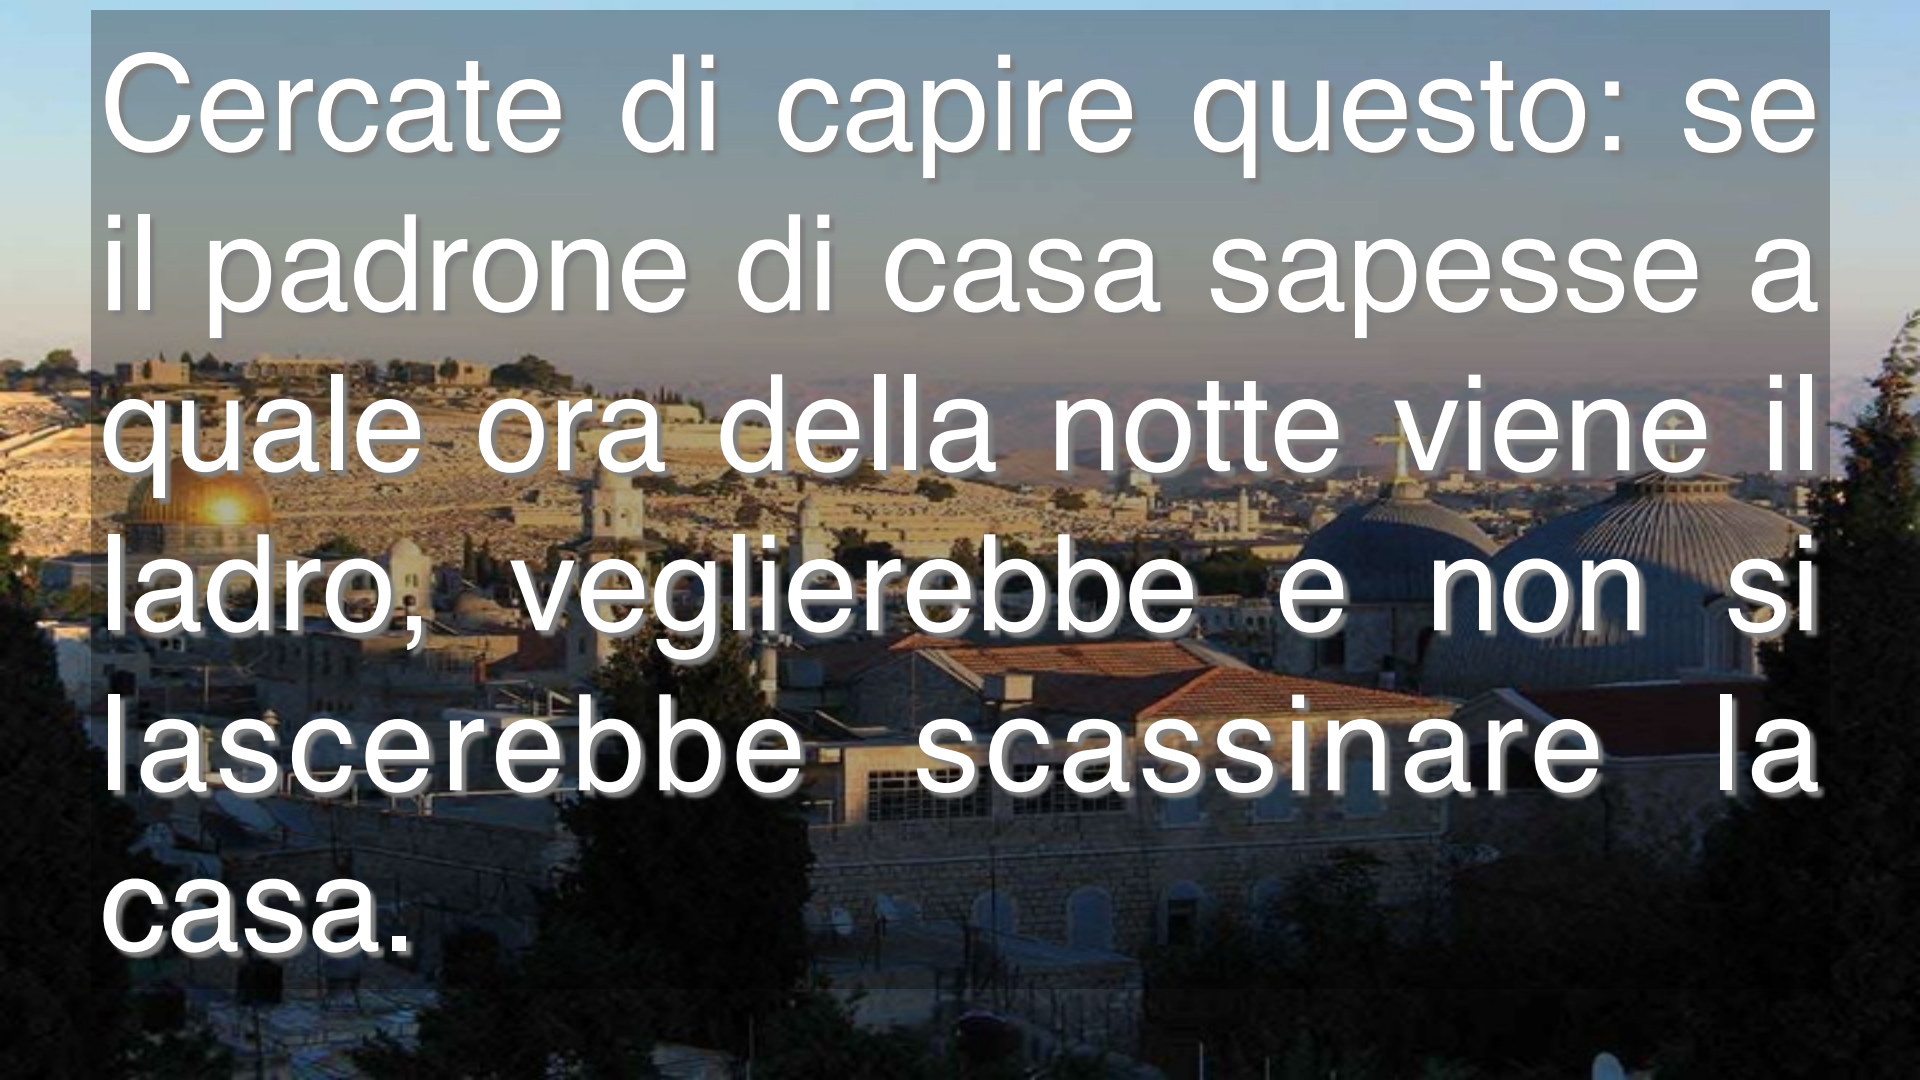 Cercate di capire questo: se
il padrone di casa sapesse a
quale ora della notte viene il
ladro, veglierebbe e non si
lascerebbe scassinare la
casa.